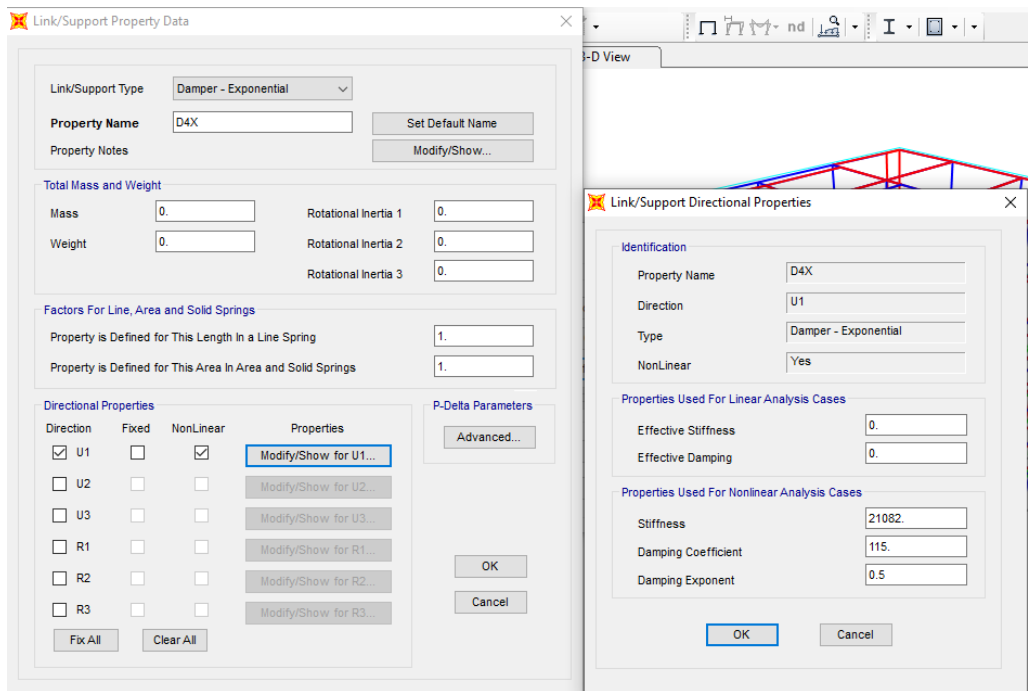 Link/Support Property Data
Link/Support Type
Damper - Exponential
Property Name
D4X
Set Default Name
Property Notes
Modify/Show...
Total Mass and Weight
Mass
0.
Rotational Inertia 1
0.
Weight
0.
Rotational Inertia 2
0.
Rotational Inertia 3
0.
Factors For Line, Area and Solid Springs
Property is Defined for This Length In a Line Spring
1.
Property is Defined for This Area In Area and Solid Springs
1.
Directional Properties
Direction Fixed NonLinear Properties
U1
Modify/Show for U1...
U2
Modify/Show for U2...
U3
Modify/Show for U3...
R1
Modify/Show for R1...
R2
Modify/Show for R2...
R3
Modify/Show for R3...
Fix All
Clear All
P-Delta Parameters
Advanced...
OK
Cancel
nd
-D View
Link/Support Directional Properties
Identification
Property Name
D4X
Direction
U1
Type
Damper - Exponential
NonLinear
Yes
Properties Used For Linear Analysis Cases
Effective Stiffness
0.
Effective Damping
0.
Properties Used For Nonlinear Analysis Cases
Stiffness
21082.
Damping Coefficient
115.
Damping Exponent
0.5
OK
Cancel